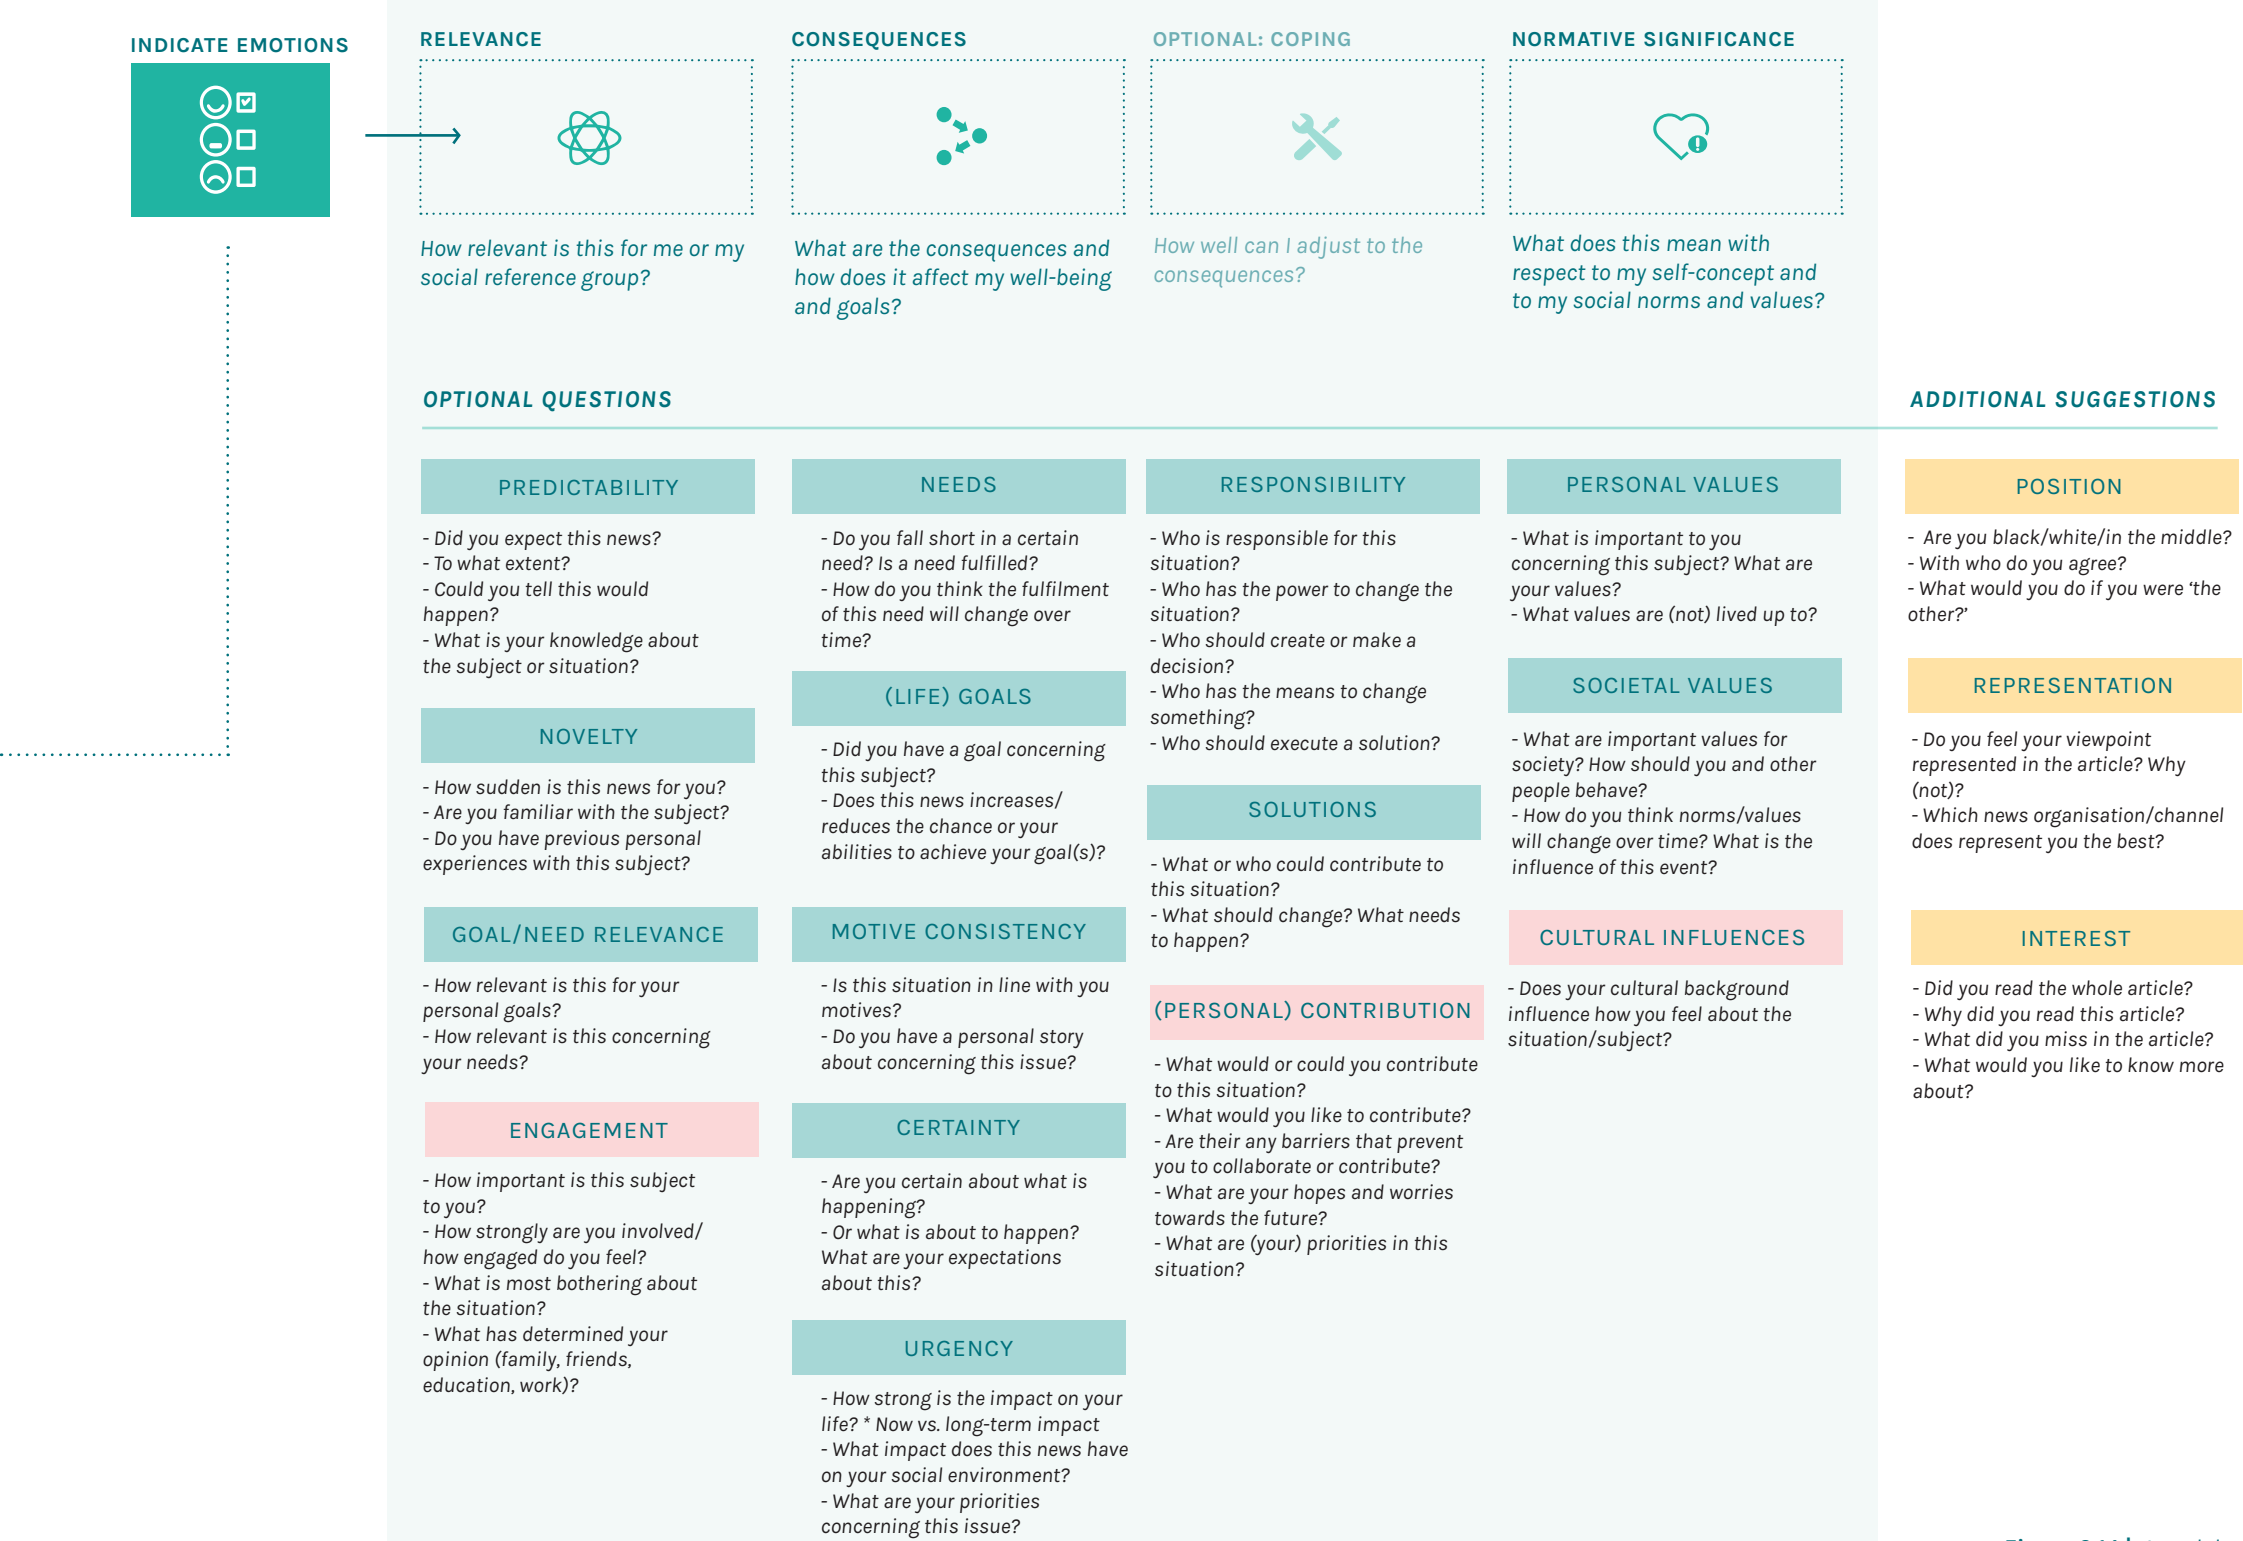 INDICATE EMOTIONS
RELEVANCE
How relevant is this for me or my
social reference group?
CONSEQUENCES
What are the consequences and
how does it affect my well-being
and goals?
OPTIONAL: COPING
How well can I adjust to the
consequences?
NORMATIVE SIGNIFICANCE
What does this mean with
respect to my self-concept and
to my social norms and values?
OPTIONAL QUESTIONS
PREDICTABILITY
- Did you expect this news?
- To what extent?
- Could you tell this would
happen?
- What is your knowledge about
the subject or situation?
NOVELTY
- How sudden is this news for you?
- Are you familiar with the subject?
- Do you have previous personal
experiences with this subject?
GOAL/NEED RELEVANCE
- How relevant is this for your
personal goals?
- How relevant is this concerning
your needs?
ENGAGEMENT
- How important is this subject
to you?
- How strongly are you involved/
how engaged do you feel?
- What is most bothering about
the situation?
- What has determined your
opinion (family, friends,
education, work)?
NEEDS
- Do you fall short in a certain
need? Is a need fulfilled?
- How do you think the fulfilment
of this need will change over
time?
(LIFE) GOALS
- Did you have a goal concerning
this subject?
- Does this news increases/
reduces the chance or your
abilities to achieve your goal(s)?
MOTIVE CONSISTENCY
- Is this situation in line with you
motives?
- Do you have a personal story
about concerning this issue?
CERTAINTY
- Are you certain about what is
happening?
- Or what is about to happen?
What are your expectations
about this?
URGENCY
- How strong is the impact on your
life? * Now vs. long-term impact
- What impact does this news have
on your social environment?
- What are your priorities
concerning this issue?
RESPONSIBILITY
- Who is responsible for this
situation?
- Who has the power to change the
situation?
- Who should create or make a
decision?
- Who has the means to change
something?
- Who should execute a solution?
SOLUTIONS
- What or who could contribute to
this situation?
- What should change? What needs
to happen?
(PERSONAL) CONTRIBUTION
- What would or could you contribute
to this situation?
- What would you like to contribute?
- Are their any barriers that prevent
you to collaborate or contribute?
- What are your hopes and worries
towards the future?
- What are (your) priorities in this
situation?
PERSONAL VALUES
- What is important to you
concerning this subject? What are
your values?
- What values are (not) lived up to?
SOCIETAL VALUES
- What are important values for
society? How should you and other
people behave?
- How do you think norms/values
will change over time? What is the
influence of this event?
CULTURAL INFLUENCES
- Does your cultural background
influence how you feel about the
situation/subject?
ADDITIONAL SUGGESTIONS
POSITION
- Are you black/white/in the middle?
- With who do you agree?
- What would you do if you were ‘the
other?’
REPRESENTATION
- Do you feel your viewpoint
represented in the article? Why
(not)?
- Which news organisation/channel
does represent you the best?
INTEREST
- Did you read the whole article?
- Why did you read this article?
- What did you miss in the article?
- What would you like to know more
about?